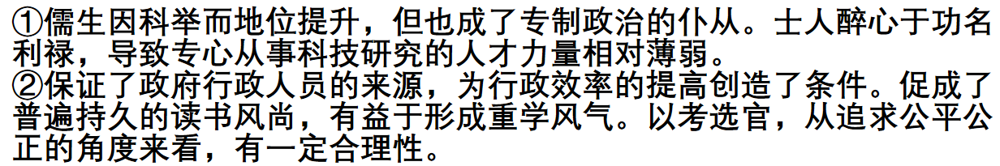 ①儒生因科举而地位提升，但也成了专制政治的仆从。士人醉心于功名
利禄，导致专心从事科技研究的人才力量相对薄弱。
②保证了政府行政人员的来源，为行政效率的提高创造了条件。促成了
普遍持久的读书风尚，有益于形成重学风气。以考选官，从追求公平公
正的角度来看，有一定合理性。